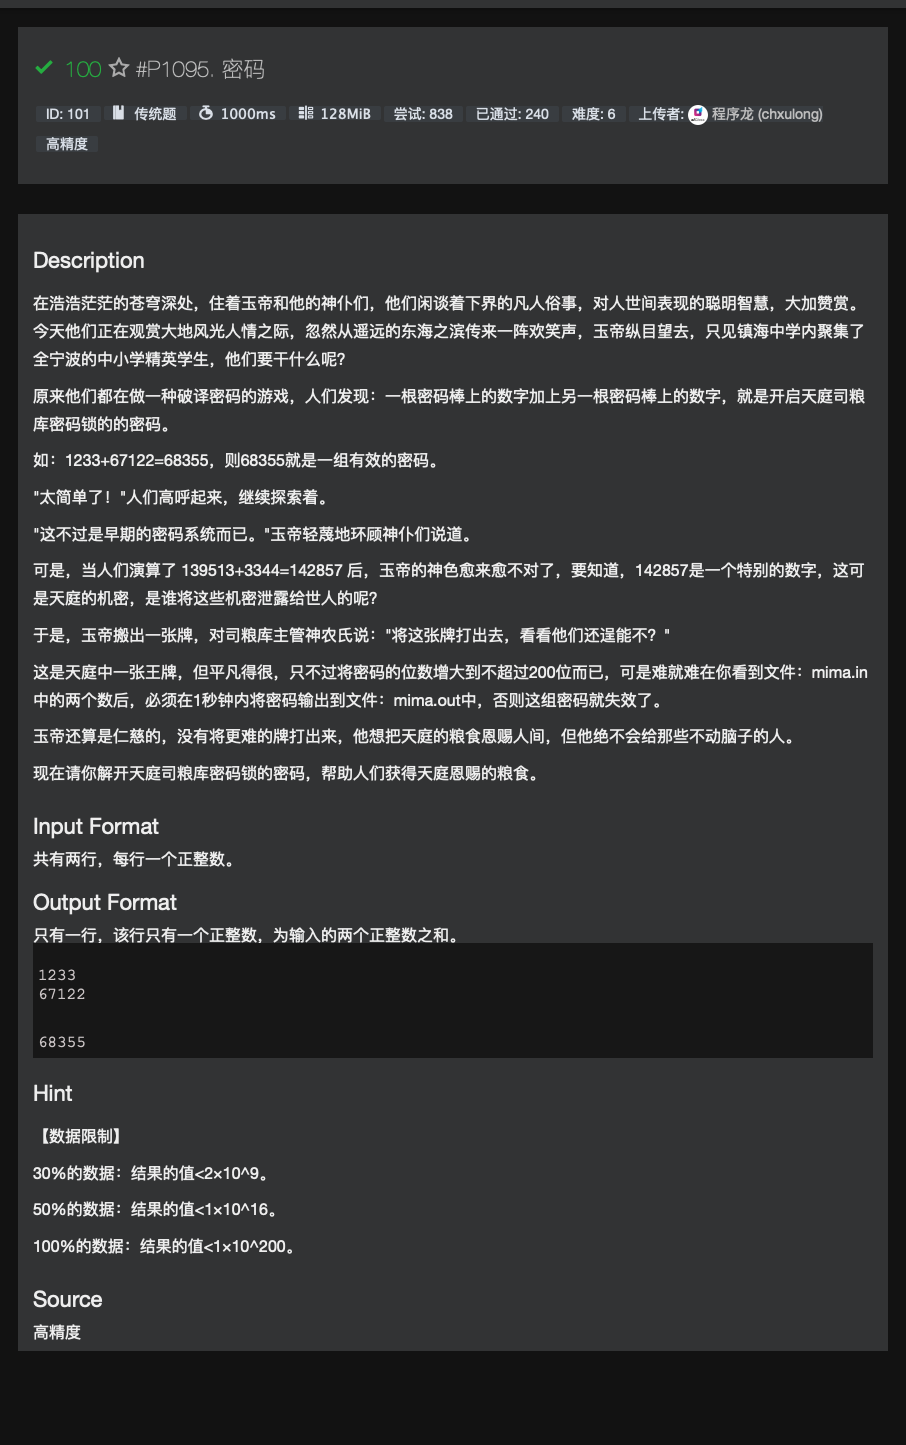 100 #P1095. 密码
ID: 101 传统题 1000ms 128MiB 尝试: 838 已通过: 240 难度: 6 上传者: 程序龙 (chxulong)
高精度
Description
在浩浩茫茫的苍穹深处，住着玉帝和他的神仆们，他们闲谈着下界的凡人俗事，对人世间表现的聪明智慧，大加赞赏。
今天他们正在观赏大地风光人情之际，忽然从遥远的东海之滨传来一阵欢笑声，玉帝纵目望去，只见镇海中学内聚集了
全宁波的中小学精英学生，他们要干什么呢?
原来他们都在做一种破译密码的游戏，人们发现：一根密码棒上的数字加上另一根密码棒上的数字，就是开启天庭司粮
库密码锁的的密码。
如：1233+67122=68355，则68355就是一组有效的密码。
"太简单了！"人们高呼起来，继续探索着。
"这不过是早期的密码系统而已。"玉帝轻蔑地环顾神仆们说道。
可是，当人们演算了 139513+3344=142857 后，玉帝的神色愈来愈不对了，要知道，142857是一个特别的数字，这可
是天庭的机密，是谁将这些机密泄露给世人的呢?
于是，玉帝搬出一张牌，对司粮库主管神农氏说："将这张牌打出去，看看他们还逞能不？"
这是天庭中一张王牌，但平凡得很，只不过将密码的位数增大到不超过200位而已，可是难就难在你看到文件：mima.in
中的两个数后，必须在1秒钟内将密码输出到文件：mima.out中，否则这组密码就失效了。
玉帝还算是仁慈的，没有将更难的牌打出来，他想把天庭的粮食恩赐人间，但他绝不会给那些不动脑子的人。
现在请你解开天庭司粮库密码锁的密码，帮助人们获得天庭恩赐的粮食。
Input Format
共有两行，每行一个正整数。
Output Format
只有一行，该行只有一个正整数，为输入的两个正整数之和。
1233
67122
68355
Hint
【数据限制】
30%的数据：结果的值<2×10^9。
50%的数据：结果的值<1×10^16。
100%的数据：结果的值<1×10^200。
Source
高精度